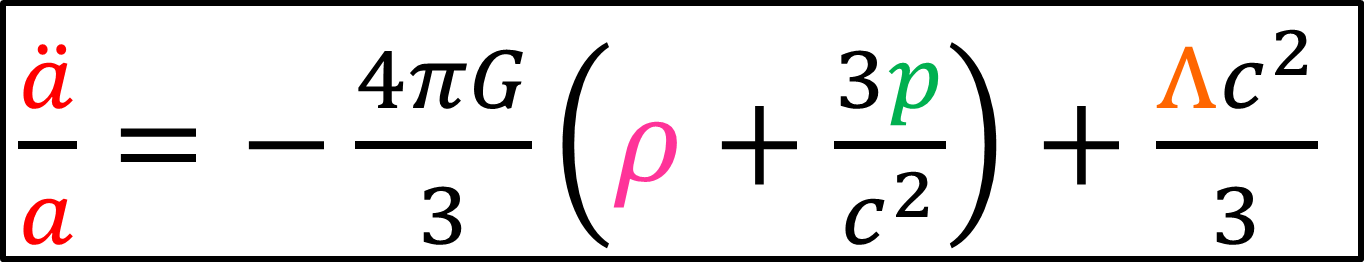 ä/a = − 4πG/3 (ρ + 3p/c²) + Λc²/3